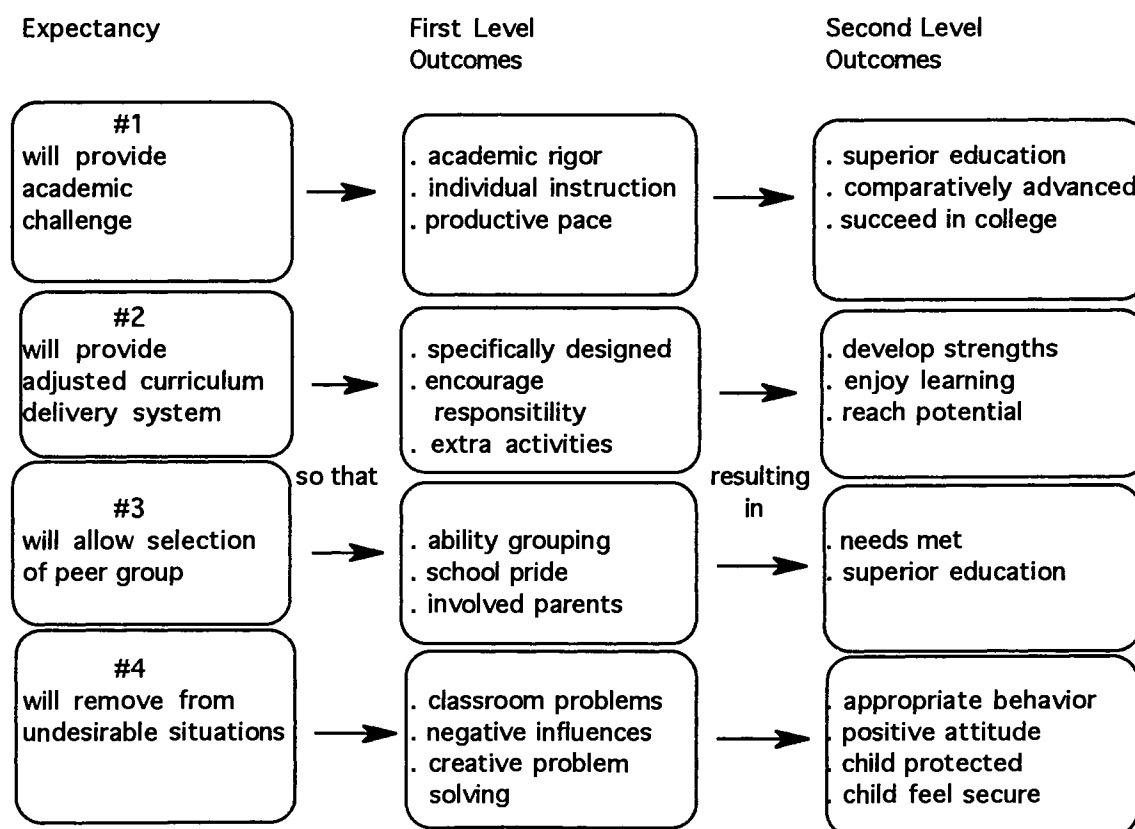 Expectancy
First Level
Outcomes
Second Level
Outcomes
#1
will provide
academic
challenge
. academic rigor
. individual instruction
. productive pace
. superior education
. comparatively advanced
. succeed in college
#2
will provide
adjusted curriculum
delivery system
. specifically designed
. encourage
responsitility
. extra activities
. develop strengths
. enjoy learning
. reach potential
so that
resulting
in
#3
will allow selection
of peer group
. ability grouping
. school pride
. involved parents
. needs met
. superior education
#4
will remove from
undesirable situations
. classroom problems
. negative influences
. creative problem
solving
. appropriate behavior
. positive attitude
. child protected
. child feel secure